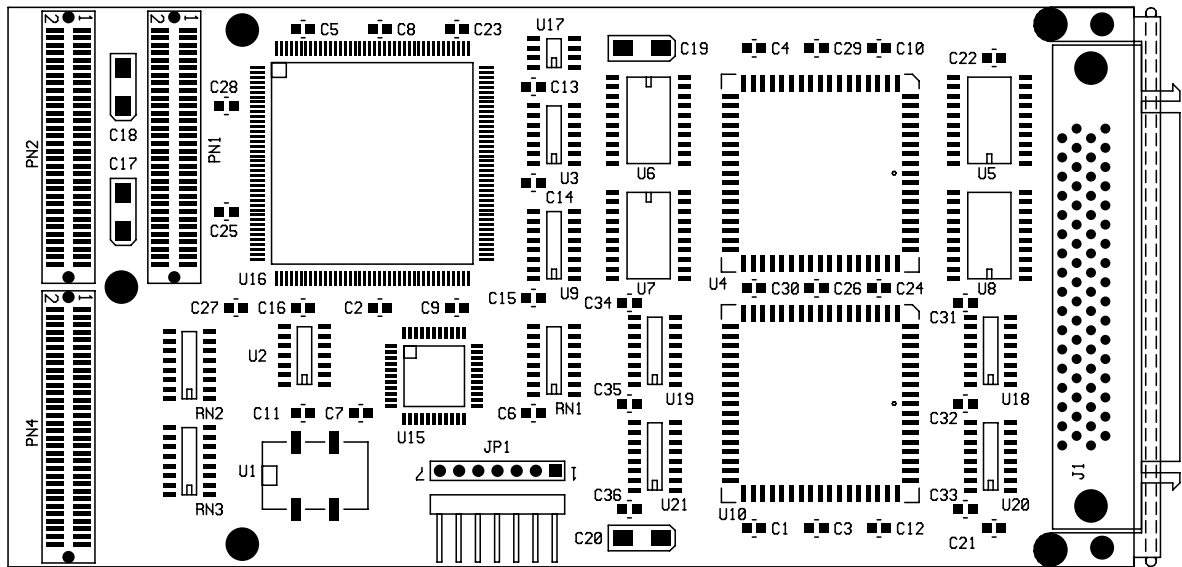 2 1
2 1
C5
C8
C23
U17
C19
C4
C29
C10
C22
C28
C13
C18
PN2
PN1
C17
U3
U6
U5
C14
C25
U16
U9
U7
U4
U8
C27
C16
C2
C9
C15
C34
C30
C26
C24
C31
2 1
U2
C35
RN2
C11
C7
C6
RN1
U19
U18
C32
PN4
U15
U1
JP1
7 1
J1
RN3
C36
U21
U10
C33
U20
C20
C1
C3
C12
C21